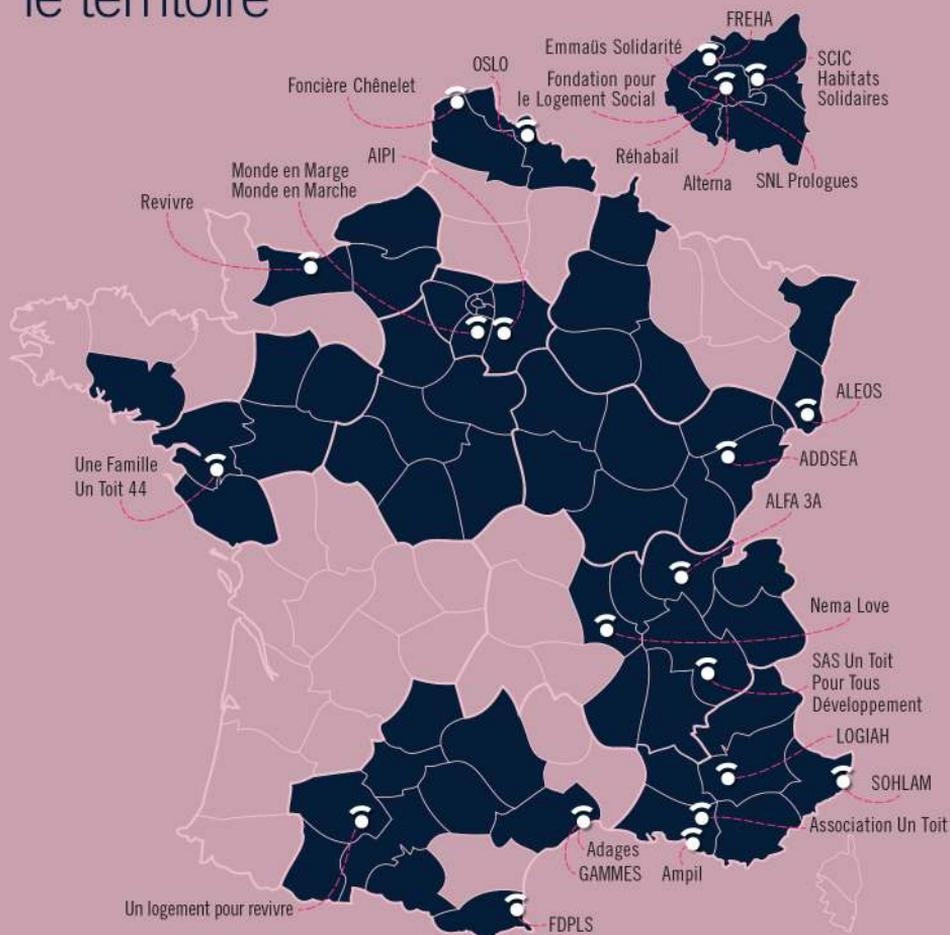 le territoire
FREHA
Emmaüs Solidarité
SCIC
Habitats
Solidaires
OSLO
Fondation pour
le Logement Social
Foncière Chênelet
Réhabail
AIPI
Alterna
SNL Prologues
Monde en Marge
Monde en Marche
Revivre
ALEOS
ADDSEA
Une Famille
Un Toit 44
ALFA 3A
Nema Love
SAS Un Toit
Pour Tous
Développement
LOGIAH
SOHLAM
Association Un Toit
Adages
GAMMES
Ampil
Un logement pour revivre
FDPLS